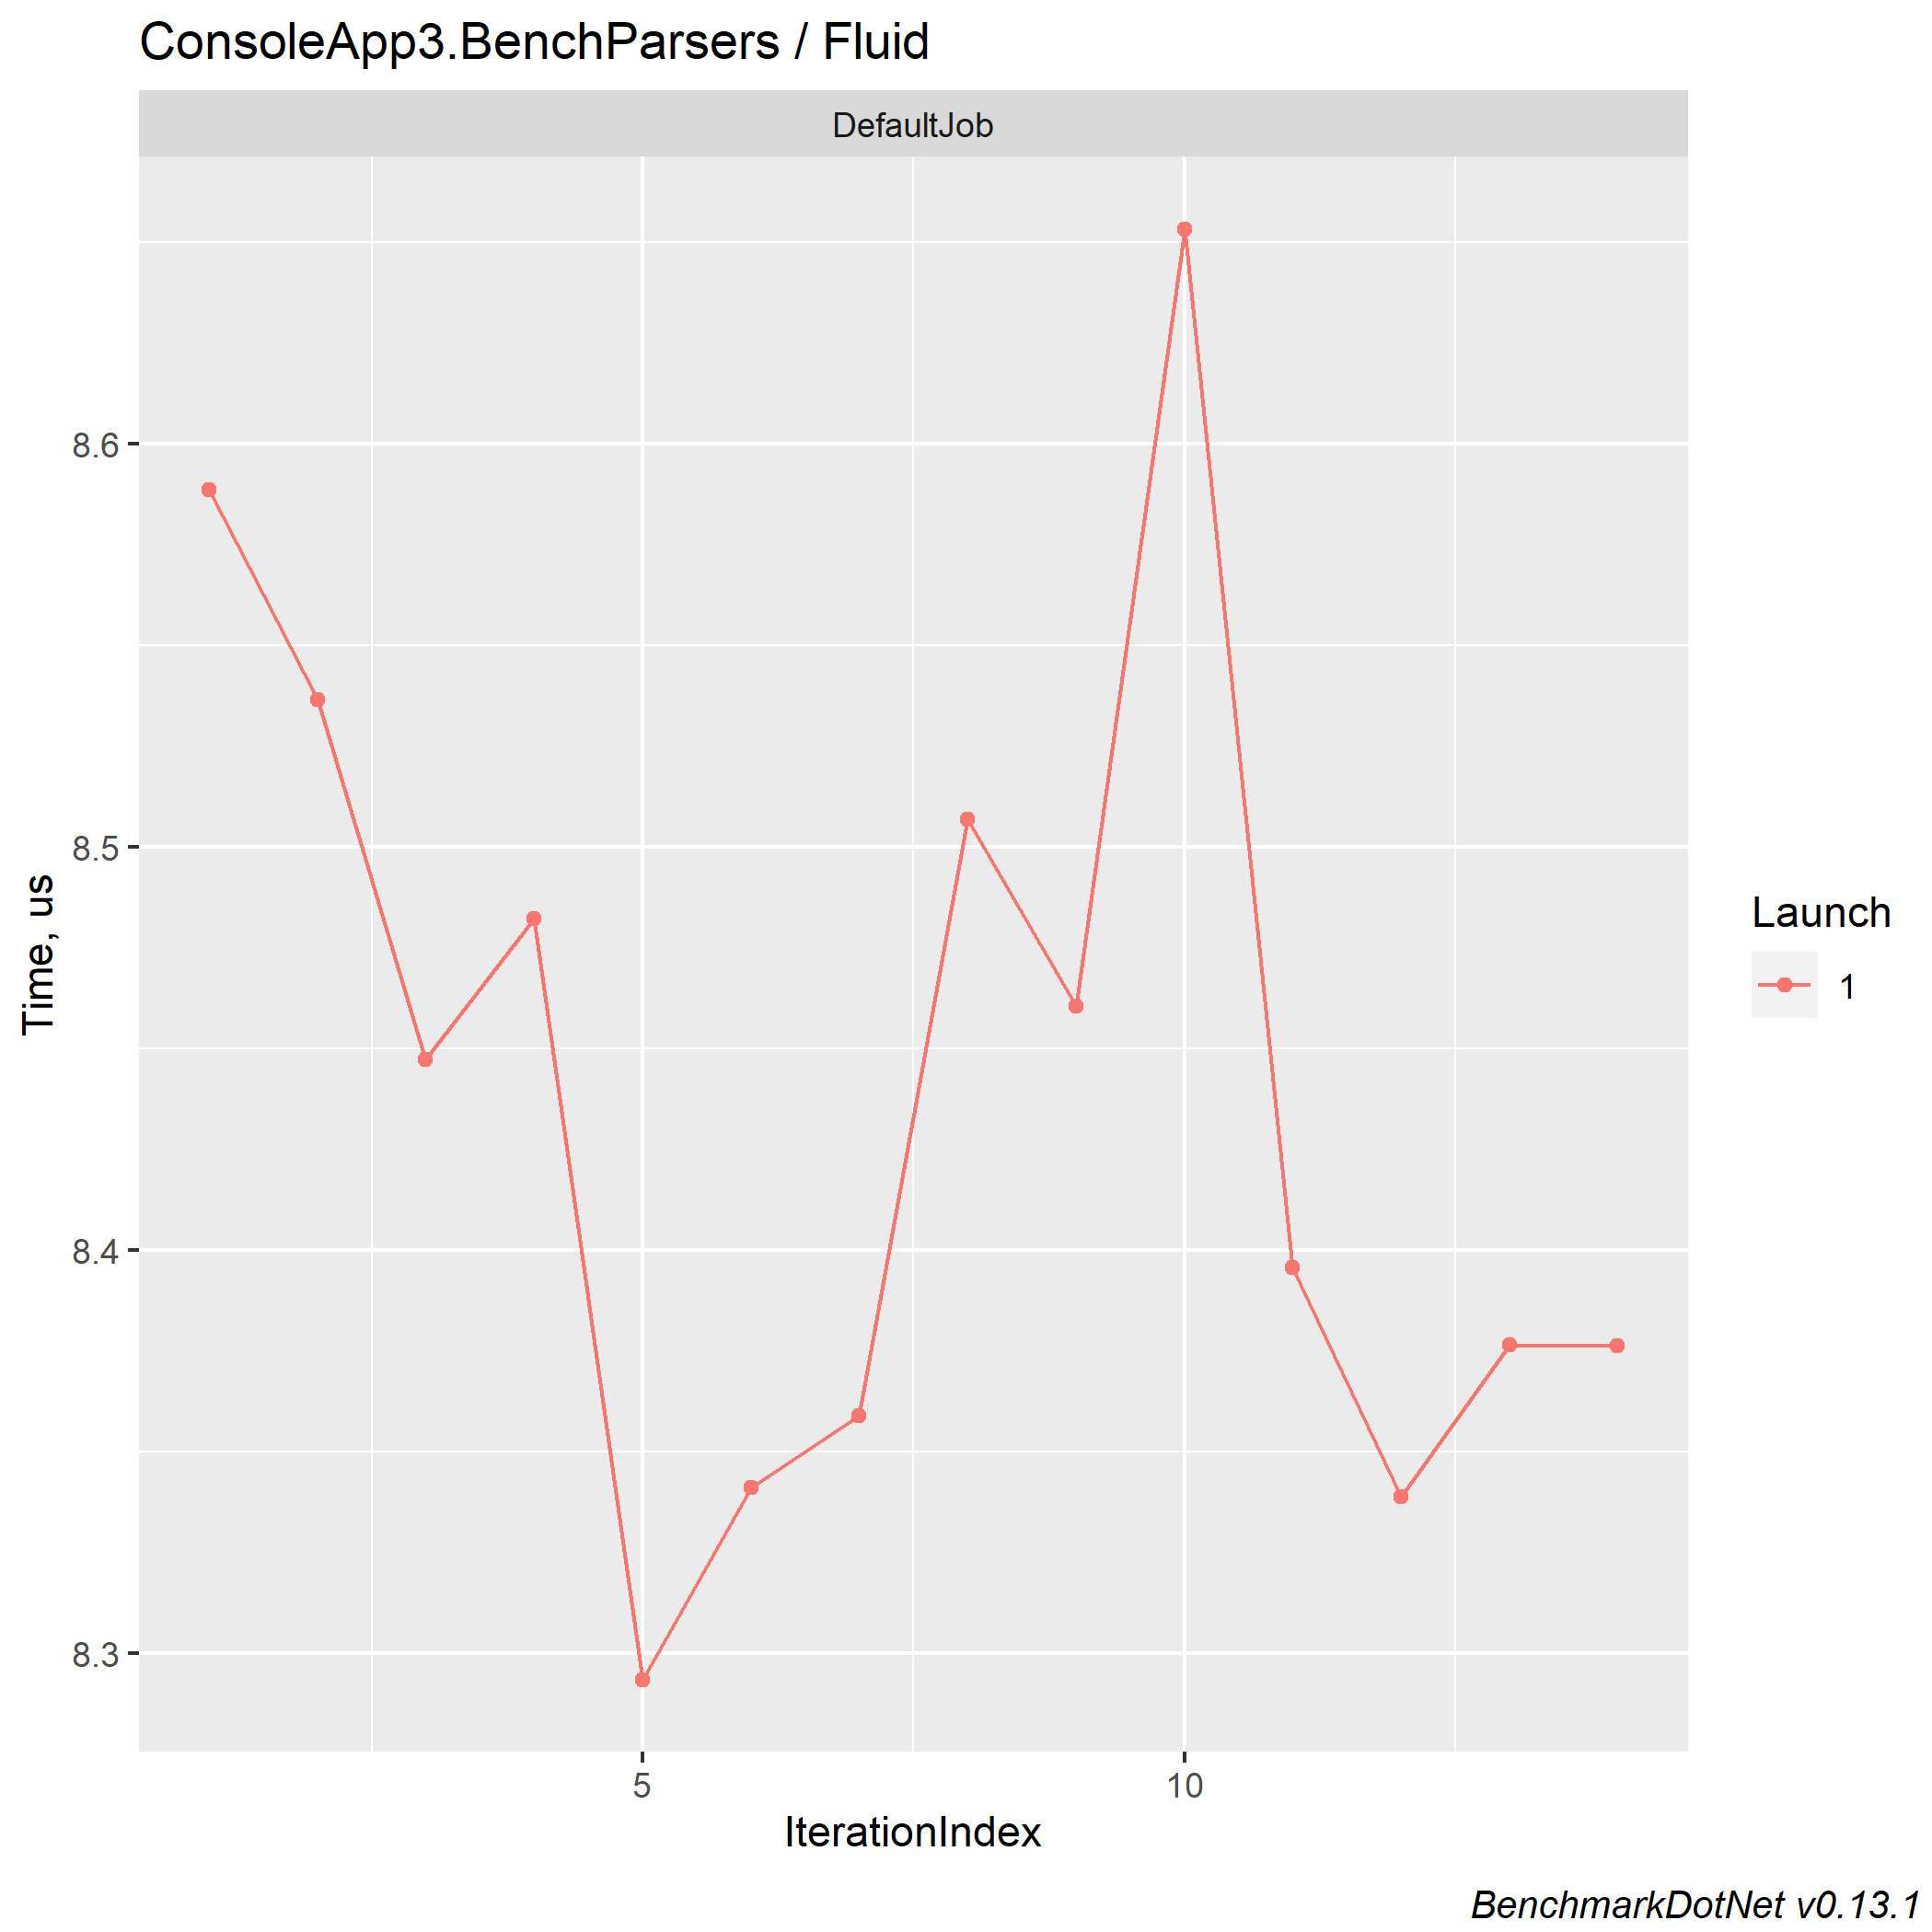 ConsoleApp3.BenchParsers / Fluid
DefaultJob
8.6
8.5
8.4
8.3
Time, us
5
10
IterationIndex
Launch
1
BenchmarkDotNet v0.13.1